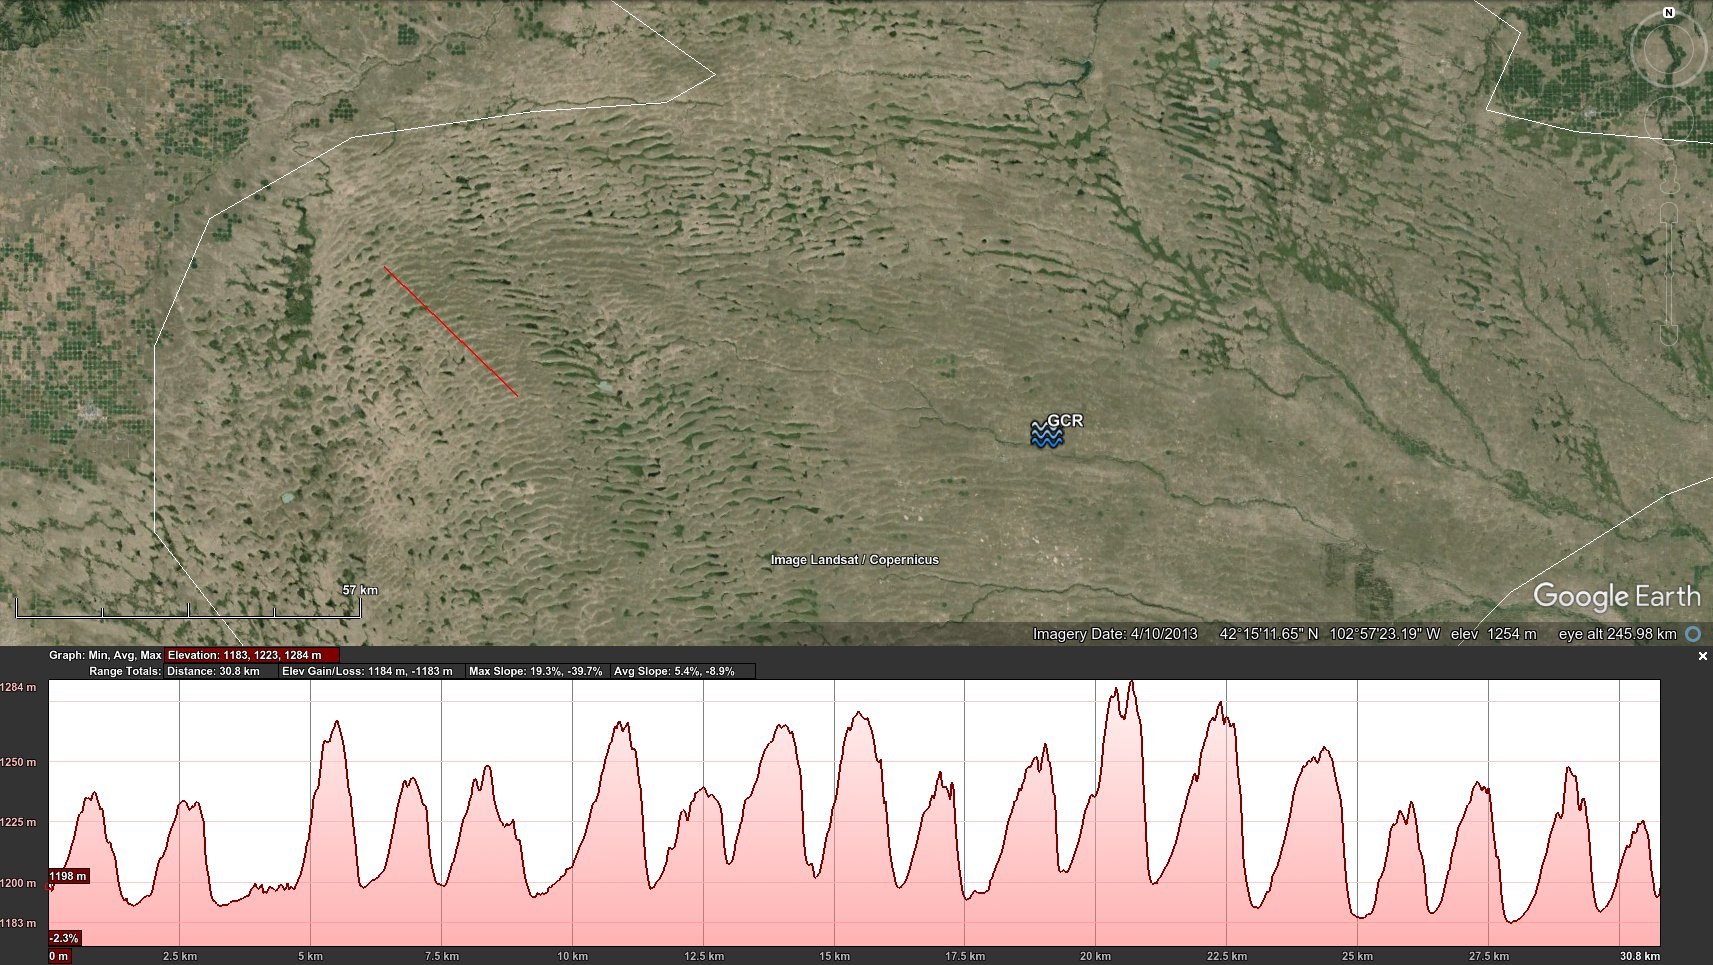 N
GCR
Image Landsat / Copernicus
57 km
Google Earth
Imagery Date: 4/10/2013 42°15'11.65" N 102°57'23.19" W elev 1254 m eye alt 245.98 km
Graph: Min, Avg, Max Elevation: 1183, 1223, 1284 m
Range Totals: Distance: 30.8 km Elev Gain/Loss: 1184 m, -1183 m Max Slope: 19.3%, -39.7% Avg Slope: 5.4%, -8.9%
1284 m
1250 m
1225 m
1198 m
1200 m
1183 m
-2.3%
0 m 2.5 km 5 km 7.5 km 10 km 12.5 km 15 km 17.5 km 20 km 22.5 km 25 km 27.5 km 30.8 km